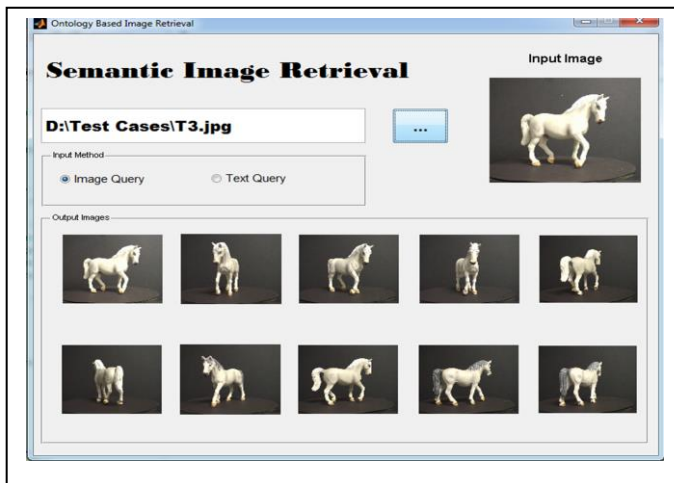 Ontology Based Image Retrieval
Semantic Image Retrieval
Input Image
D:\Test Cases\T3.jpg
...
Input Method
Image Query
Text Query
Output Images